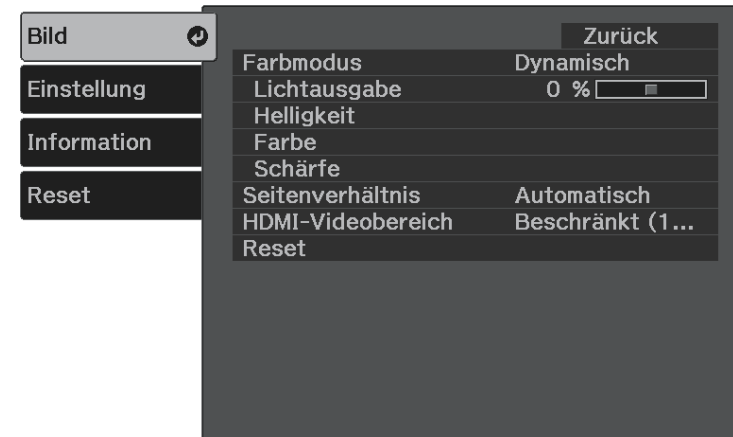 Bild
Einstellung
Information
Reset
Zurück
Farbmodus Dynamisch
Lichtausgabe 0 %
Helligkeit
Farbe
Schärfe
Seitenverhältnis Automatisch
HDMI-Videobereich Beschränkt (1...
Reset